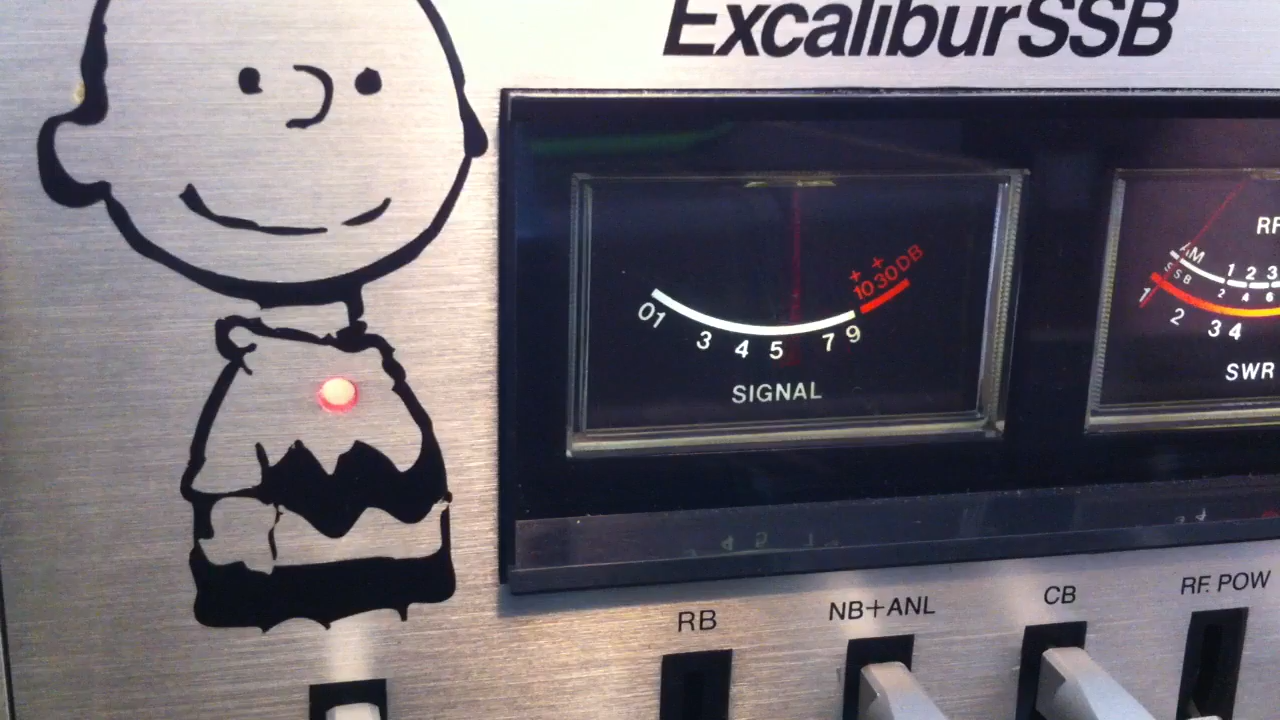 ExcaliburSSB
+ +
10 30 DB
01 3 4 5 7 9
SIGNAL
RF
AM 1 2 3
SSB 2 4 6
1 2 3 4
SWR
RB
NB+ANL
CB
RF. POW